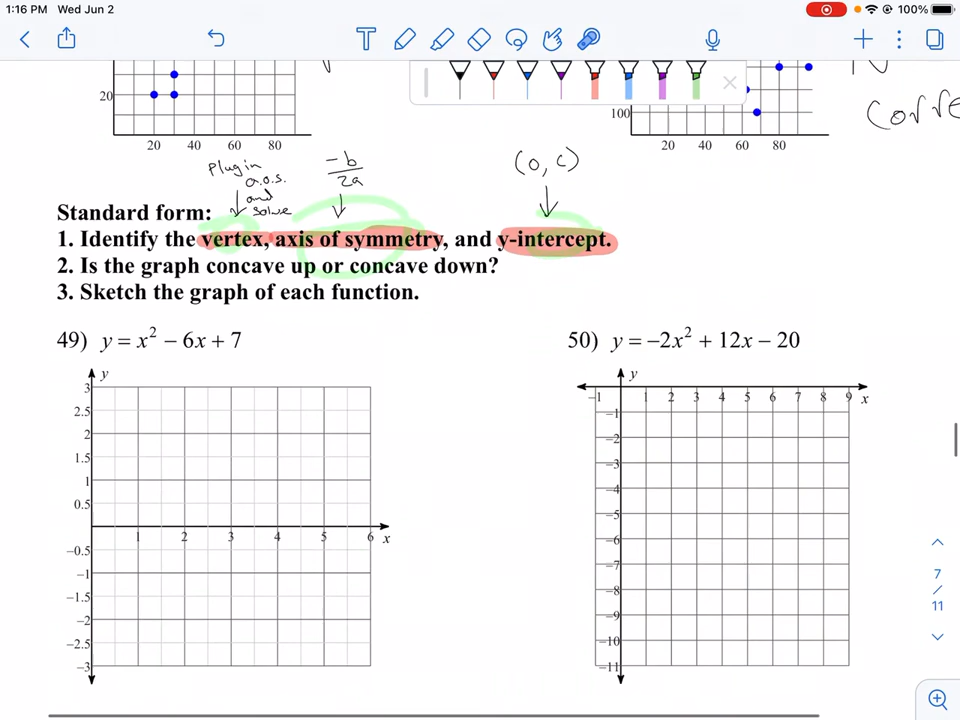 1:16 PM Wed Jun 2
100%
T
20
20 40 60 80
100
20 40 60 80
Corre
Plug in
a.o.s.
and
solve
-b
2a
(0, c)
Standard form:
1. Identify the vertex, axis of symmetry, and y-intercept.
2. Is the graph concave up or concave down?
3. Sketch the graph of each function.
49) y = x² − 6x + 7
50) y = −2x² + 12x − 20
y
3
2.5
2
1.5
1
0.5
1 2 3 4 5 6 x
−0.5
−1
−1.5
−2
−2.5
−3
y
−1 1 2 3 4 5 6 7 8 9 x
−1
−2
−3
−4
−5
−6
−7
−8
−9
−10
−11
7
/
11